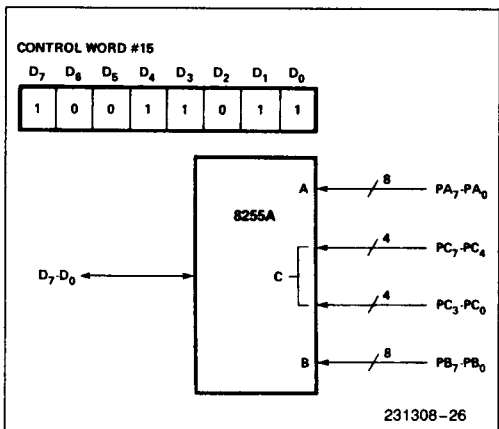 CONTROL WORD #15
D7 D6 D5 D4 D3 D2 D1 D0
1 0 0 1 1 0 1 1
8255A
A 8 PA7-PA0
4 PC7-PC4
D7-D0 C
4 PC3-PC0
B 8 PB7-PB0
231308-26